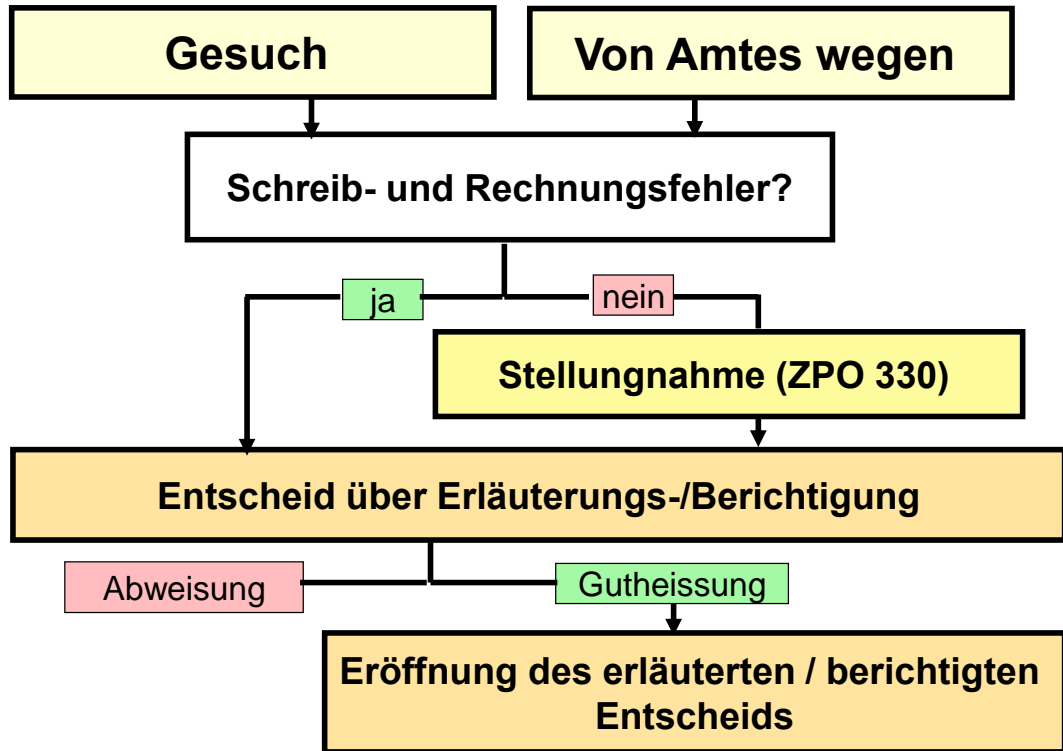 Gesuch
Von Amtes wegen
Schreib- und Rechnungsfehler?
ja
nein
Stellungnahme (ZPO 330)
Entscheid über Erläuterungs-/Berichtigung
Abweisung
Gutheissung
Eröffnung des erläuterten / berichtigten
Entscheids